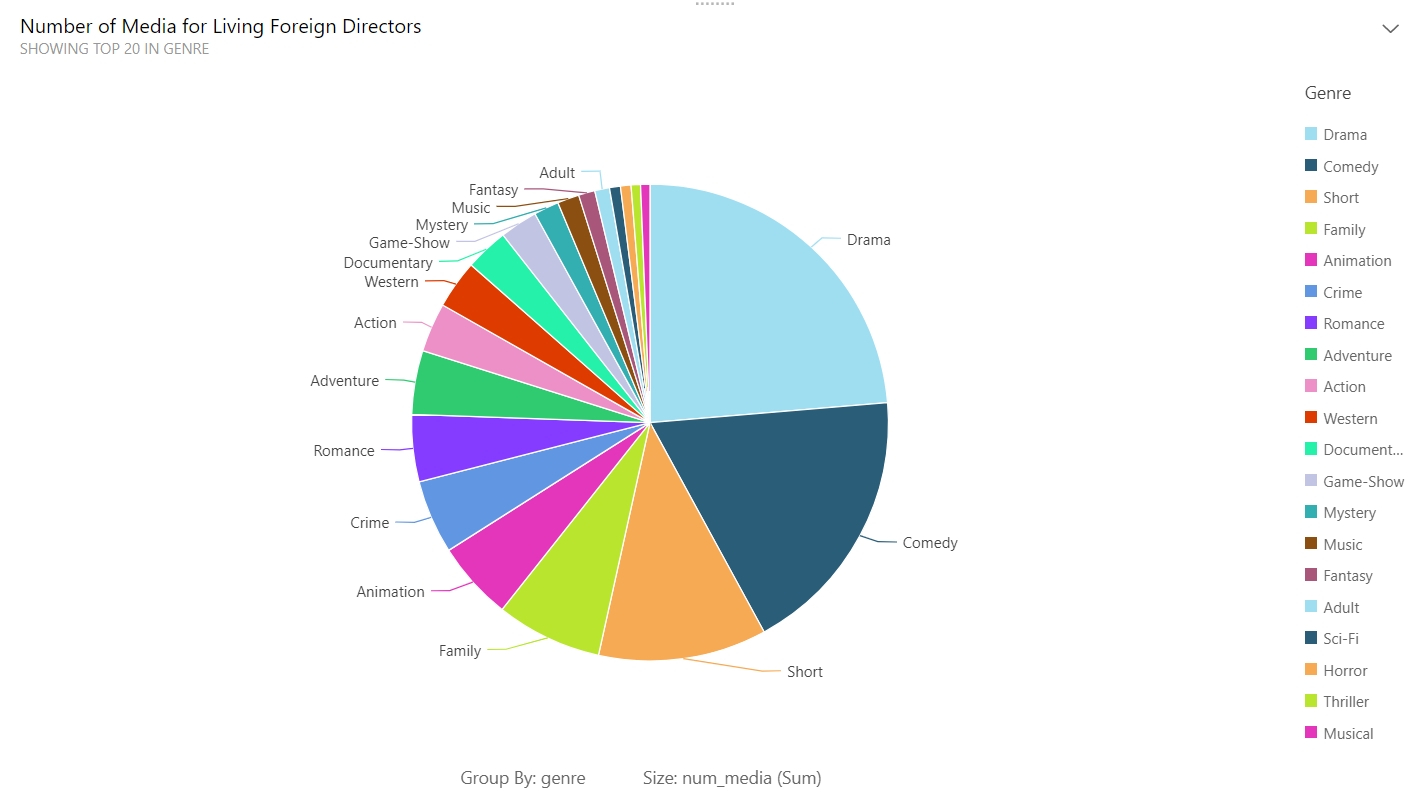 Number of Media for Living Foreign Directors
SHOWING TOP 20 IN GENRE
Adult
Fantasy
Music
Mystery
Game-Show
Documentary
Western
Action
Adventure
Romance
Crime
Animation
Family
Drama
Comedy
Short
Genre
Drama
Comedy
Short
Family
Animation
Crime
Romance
Adventure
Action
Western
Document...
Game-Show
Mystery
Music
Fantasy
Adult
Sci-Fi
Horror
Thriller
Musical
Group By: genre Size: num_media (Sum)